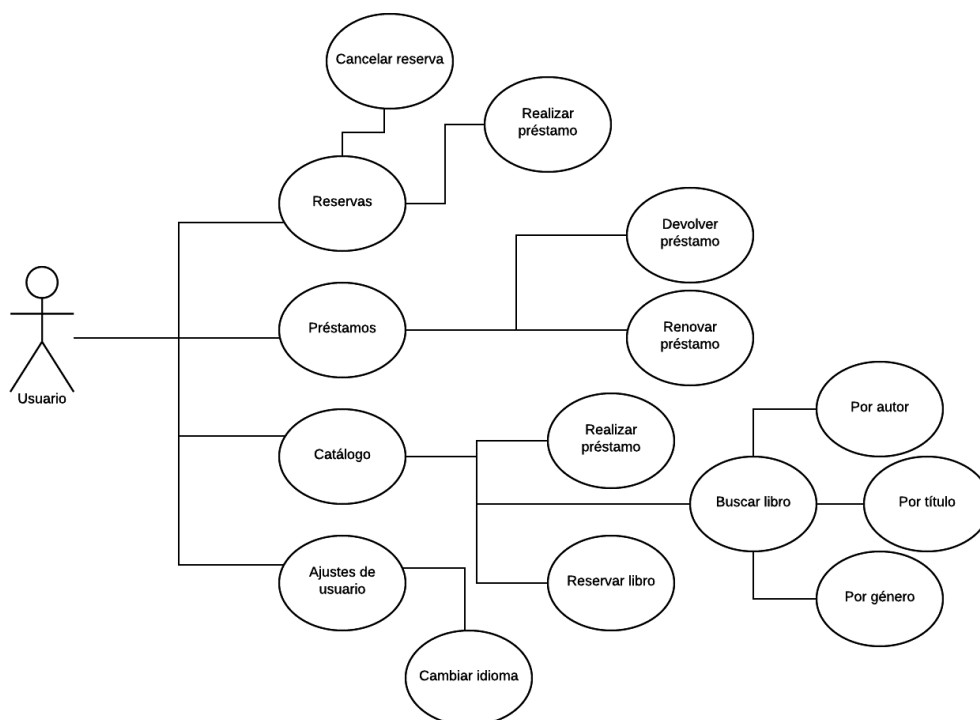 Cancelar reserva
Realizar
préstamo
Reservas
Devolver
préstamo
Préstamos
Renovar
préstamo
Usuario
Por autor
Realizar
préstamo
Catálogo
Buscar libro
Por título
Ajustes de
usuario
Reservar libro
Por género
Cambiar idioma